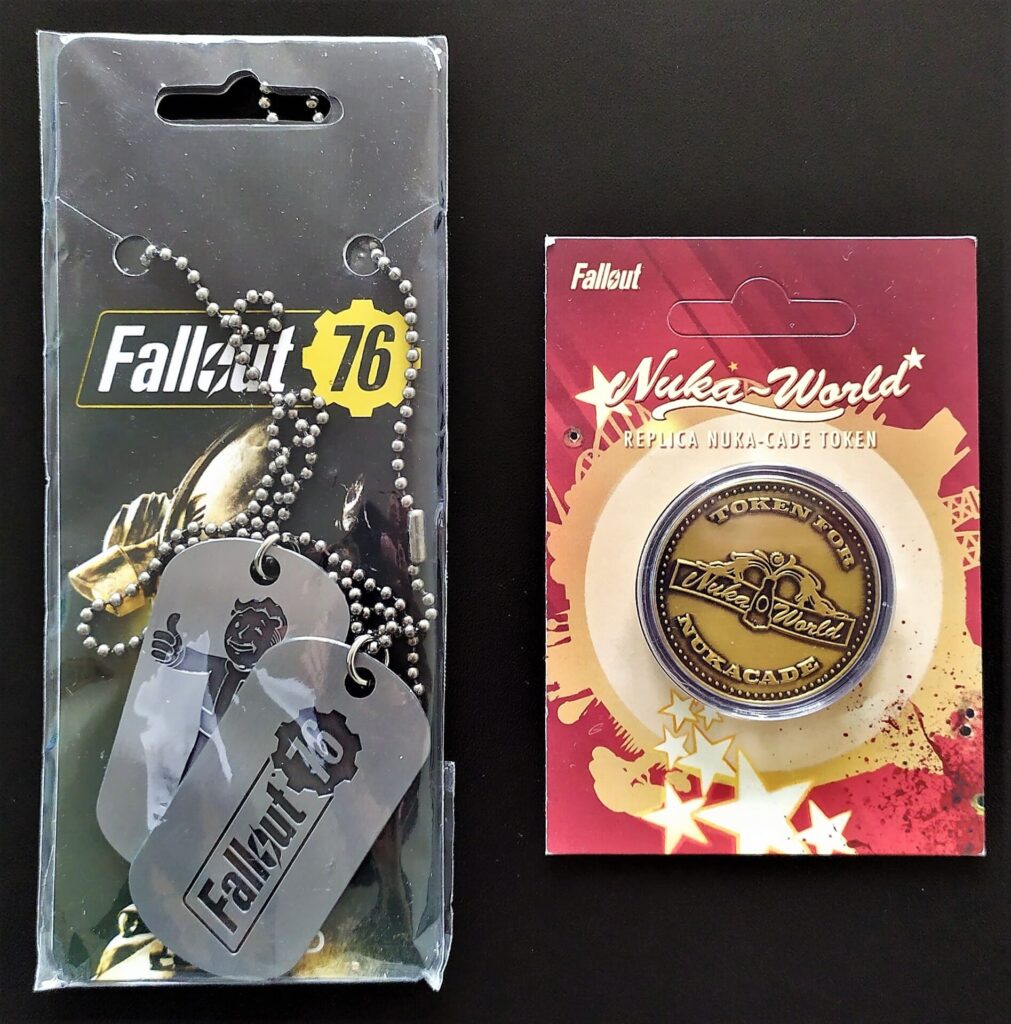 Fallout 76
Fallout 76
Fallout
Nuka~World
REPLICA NUKA-CADE TOKEN
TOKEN FOR
Nuka World
NUKACADE